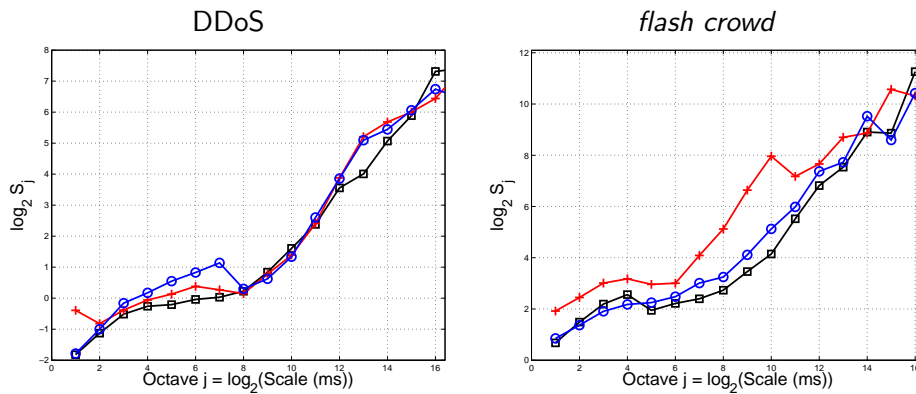 DDoS
8
7
6
5
4
3
2
1
0
−1
−2
log2 Sj
0 2 4 6 8 10 12 14 16
Octave j = log2(Scale (ms))
flash crowd
12
10
8
6
4
2
0
log2 Sj
0 2 4 6 8 10 12 14 16
Octave j = log2(Scale (ms))